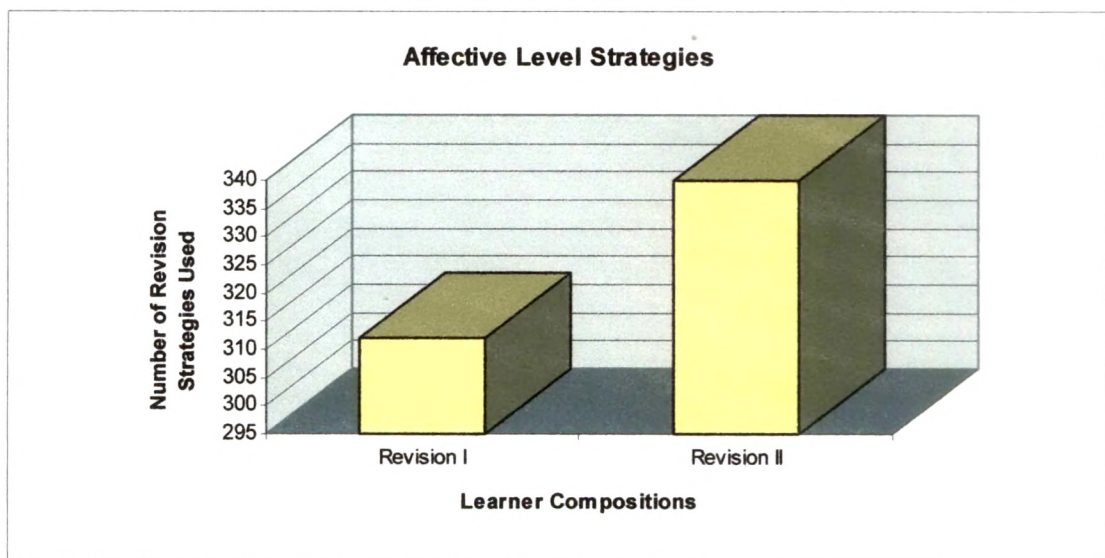 Affective Level Strategies
Number of Revision
Strategies Used
340
335
330
325
320
315
310
305
300
295
Revision I
Revision II
Learner Compositions